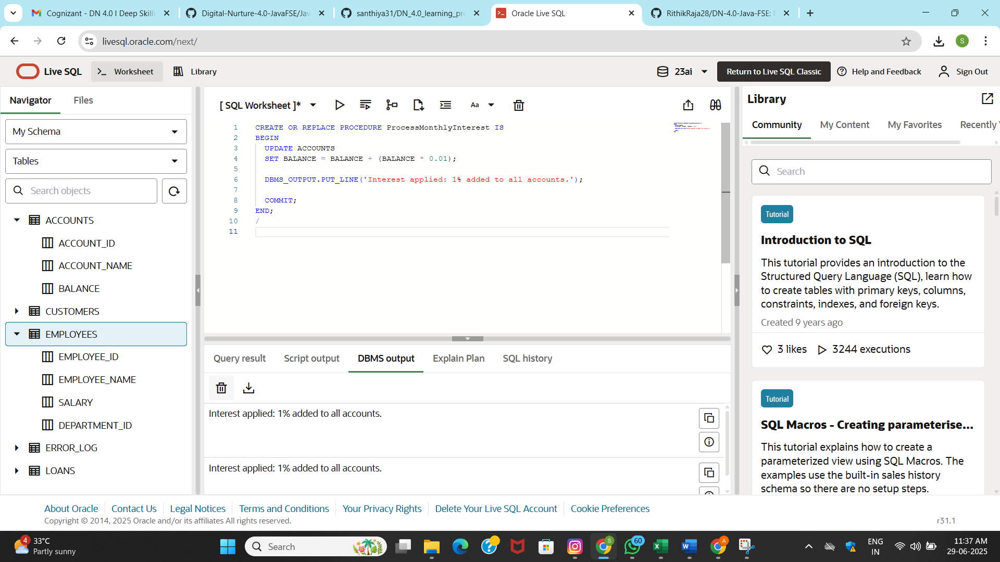 Cognizant - DN 4.0 I Deep Skilli
Digital-Nurture-4.0-JavaFSE/Jav
santhiya31/DN_4.0_learning_pro
Oracle Live SQL
RithikRaja28/DN-4.0-Java-FSE:
livesql.oracle.com/next/
S
Live SQL
Worksheet
Library
23ai
Return to Live SQL Classic
Help and Feedback
Sign Out
Navigator
Files
My Schema
Tables
Search objects
ACCOUNTS
ACCOUNT_ID
ACCOUNT_NAME
BALANCE
CUSTOMERS
EMPLOYEES
EMPLOYEE_ID
EMPLOYEE_NAME
SALARY
DEPARTMENT_ID
ERROR_LOG
LOANS
[ SQL Worksheet ]*
Aa
1 CREATE OR REPLACE PROCEDURE ProcessMonthlyInterest IS
2 BEGIN
3 UPDATE ACCOUNTS
4 SET BALANCE = BALANCE + (BALANCE * 0.01);
5
6 DBMS_OUTPUT.PUT_LINE('Interest applied: 1% added to all accounts.');
7
8 COMMIT;
9 END;
10 /
11
Query result
Script output
DBMS output
Explain Plan
SQL history
Interest applied: 1% added to all accounts.
Interest applied: 1% added to all accounts.
Library
Community
My Content
My Favorites
Recently
Search
Tutorial
Introduction to SQL
This tutorial provides an introduction to the
Structured Query Language (SQL), learn how
to create tables with primary keys, columns,
constraints, indexes, and foreign keys.
Created 9 years ago
3 likes
3244 executions
Tutorial
SQL Macros - Creating parameterise...
This tutorial explains how to create a
parameterized view using SQL Macros. The
examples use the built-in sales history
schema so there are no setup steps.
About Oracle
Contact Us
Legal Notices
Terms and Conditions
Your Privacy Rights
Delete Your Live SQL Account
Cookie Preferences
Copyright © 2014, 2025 Oracle and/or its affiliates All rights reserved.
r31.1
4
33°C
Partly sunny
Search
S
60
A
ENG
IN
11:37 AM
29-06-2025